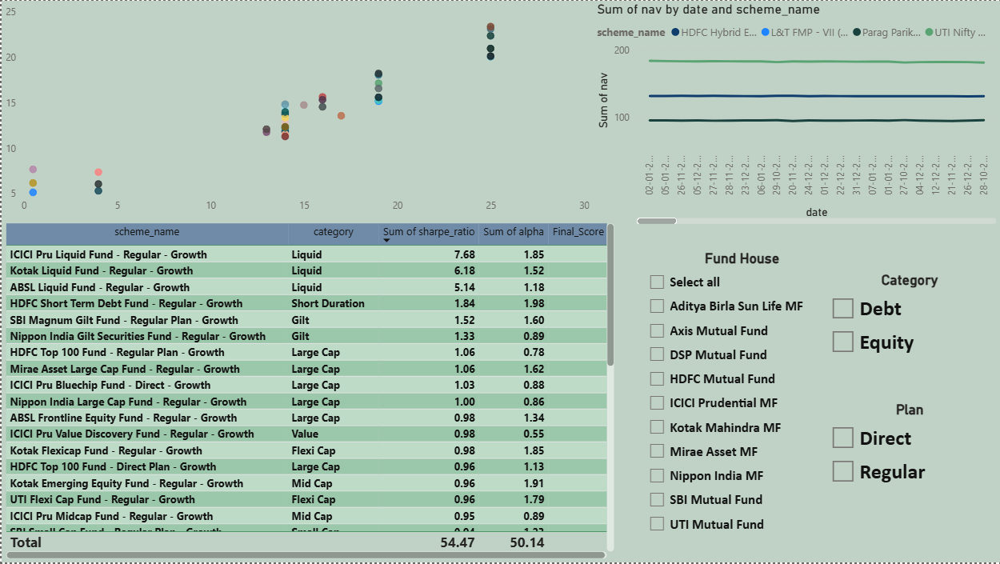 25
20
15
10
5
0 5 10 15 20 25 30
Sum of nav by date and scheme_name
scheme_name HDFC Hybrid E... L&T FMP - VII (... Parag Parik... UTI Nifty ...
200
100
Sum of nav
02-01-2...
05-01-2...
26-11-2...
05-12-2...
27-11-2...
28-11-2...
23-12-2...
06-01-2...
29-10-2...
20-11-2...
24-12-2...
01-12-2...
22-12-2...
31-12-2...
07-01-2...
01-01-2...
27-10-2...
04-12-2...
12-12-2...
21-11-2...
26-12-2...
28-10-2...
date
scheme_name category Sum of sharpe_ratio Sum of alpha Final_Score
ICICI Pru Liquid Fund - Regular - Growth Liquid 7.68 1.85
Kotak Liquid Fund - Regular - Growth Liquid 6.18 1.52
ABSL Liquid Fund - Regular - Growth Liquid 5.14 1.18
HDFC Short Term Debt Fund - Regular - Growth Short Duration 1.84 1.98
SBI Magnum Gilt Fund - Regular Plan - Growth Gilt 1.52 1.60
Nippon India Gilt Securities Fund - Regular - Growth Gilt 1.33 0.89
HDFC Top 100 Fund - Regular Plan - Growth Large Cap 1.06 0.78
Mirae Asset Large Cap Fund - Regular - Growth Large Cap 1.06 1.62
ICICI Pru Bluechip Fund - Direct - Growth Large Cap 1.03 0.88
Nippon India Large Cap Fund - Regular - Growth Large Cap 1.00 0.86
ABSL Frontline Equity Fund - Regular - Growth Large Cap 0.98 1.34
ICICI Pru Value Discovery Fund - Regular - Growth Value 0.98 0.55
Kotak Flexicap Fund - Regular - Growth Flexi Cap 0.98 1.85
HDFC Top 100 Fund - Direct Plan - Growth Large Cap 0.96 1.13
Kotak Emerging Equity Fund - Regular - Growth Mid Cap 0.96 1.91
UTI Flexi Cap Fund - Regular - Growth Flexi Cap 0.96 1.79
ICICI Pru Midcap Fund - Regular - Growth Mid Cap 0.95 0.89
SBI Small Cap Fund - Regular Plan - Growth Small Cap 0.94
Total 54.47 50.14
Fund House
Select all
Aditya Birla Sun Life MF
Axis Mutual Fund
DSP Mutual Fund
HDFC Mutual Fund
ICICI Prudential MF
Kotak Mahindra MF
Mirae Asset MF
Nippon India MF
SBI Mutual Fund
UTI Mutual Fund
Category
Debt
Equity
Plan
Direct
Regular